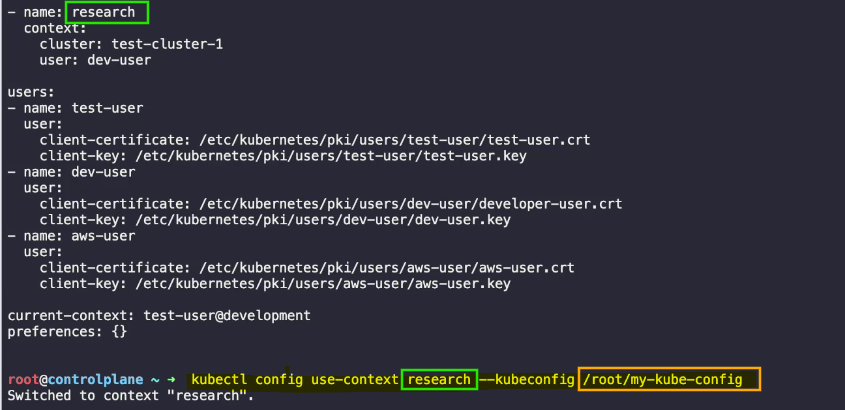 - name: research
  context:
    cluster: test-cluster-1
    user: dev-user

users:
- name: test-user
  user:
    client-certificate: /etc/kubernetes/pki/users/test-user/test-user.crt
    client-key: /etc/kubernetes/pki/users/test-user/test-user.key
- name: dev-user
  user:
    client-certificate: /etc/kubernetes/pki/users/dev-user/developer-user.crt
    client-key: /etc/kubernetes/pki/users/dev-user/dev-user.key
- name: aws-user
  user:
    client-certificate: /etc/kubernetes/pki/users/aws-user/aws-user.crt
    client-key: /etc/kubernetes/pki/users/aws-user/aws-user.key

current-context: test-user@development
preferences: {}

root@controlplane ~ ➜  kubectl config use-context research --kubeconfig /root/my-kube-config
Switched to context "research".